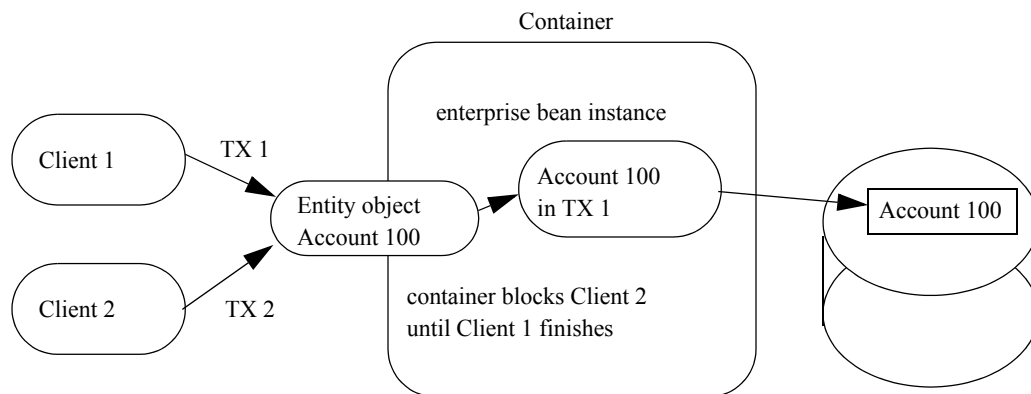 Container
enterprise bean instance
Client 1
TX 1
Entity object
Account 100
Account 100
in TX 1
Account 100
Client 2
TX 2
container blocks Client 2
until Client 1 finishes